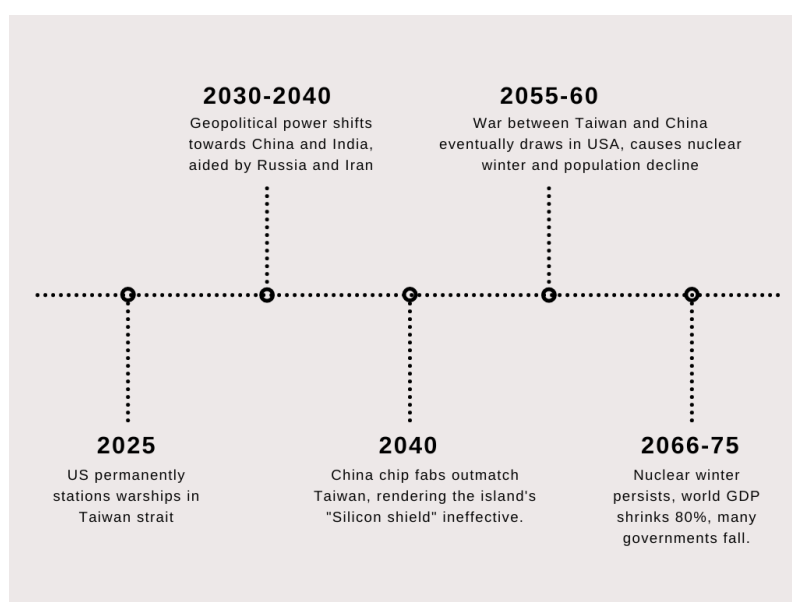 2030-2040
Geopolitical power shifts
towards China and India,
aided by Russia and Iran
2055-60
War between Taiwan and China
eventually draws in USA, causes nuclear
winter and population decline
2025
US permanently
stations warships in
Taiwan strait
2040
China chip fabs outmatch
Taiwan, rendering the island's
"Silicon shield" ineffective.
2066-75
Nuclear winter
persists, world GDP
shrinks 80%, many
governments fall.